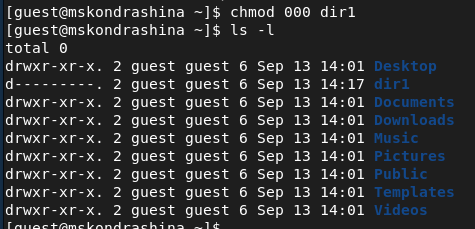 [guest@mskondrashina ~]$ chmod 000 dir1
[guest@mskondrashina ~]$ ls -l
total 0
drwxr-xr-x. 2 guest guest 6 Sep 13 14:01 Desktop
d---------. 2 guest guest 6 Sep 13 14:17 dir1
drwxr-xr-x. 2 guest guest 6 Sep 13 14:01 Documents
drwxr-xr-x. 2 guest guest 6 Sep 13 14:01 Downloads
drwxr-xr-x. 2 guest guest 6 Sep 13 14:01 Music
drwxr-xr-x. 2 guest guest 6 Sep 13 14:01 Pictures
drwxr-xr-x. 2 guest guest 6 Sep 13 14:01 Public
drwxr-xr-x. 2 guest guest 6 Sep 13 14:01 Templates
drwxr-xr-x. 2 guest guest 6 Sep 13 14:01 Videos
[guest@mskondrashina ~]$